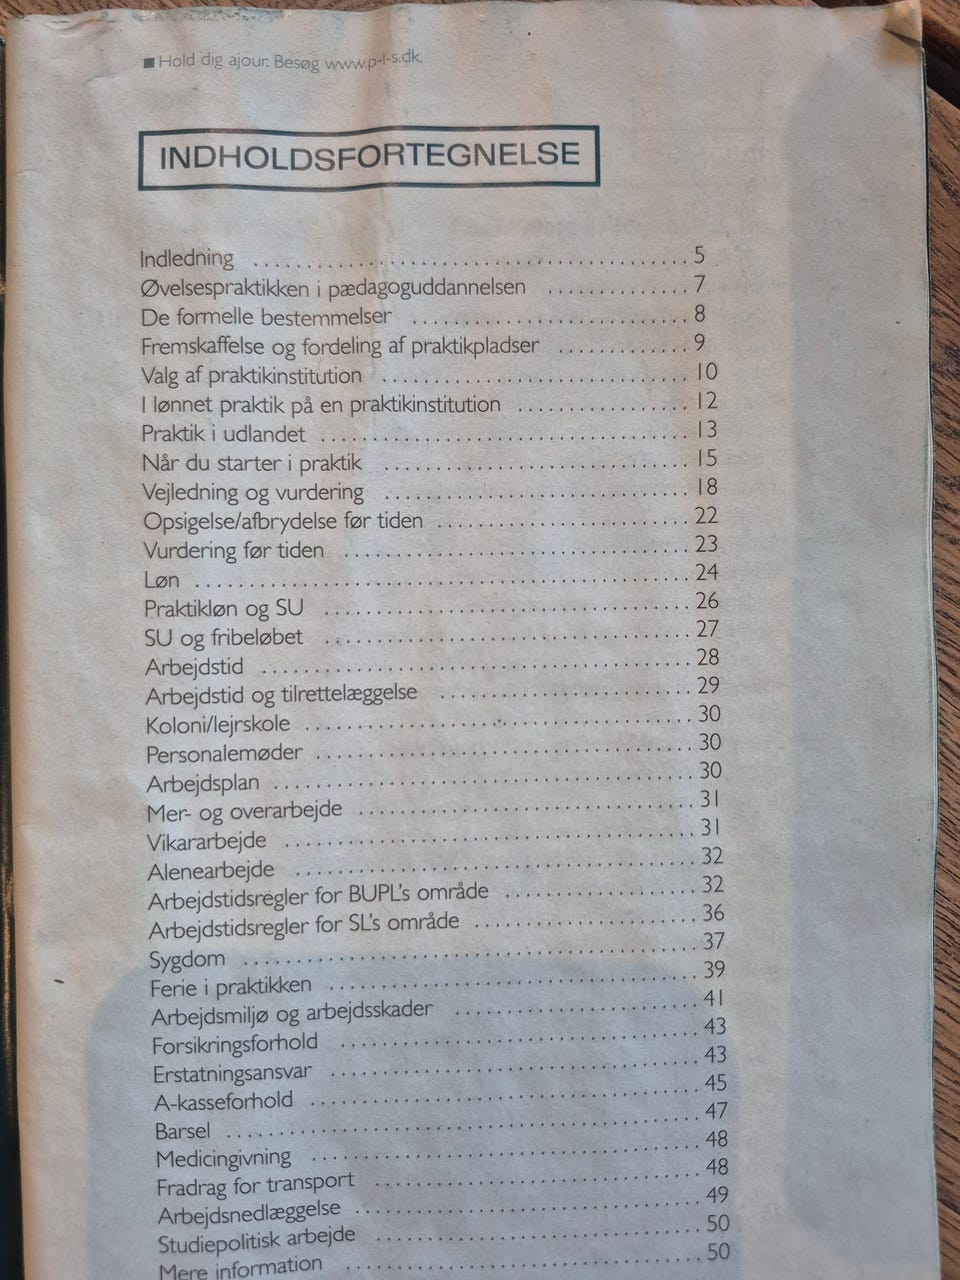 ■ Hold dig ajour. Besøg www.p-l-s.dk.
INDHOLDSFORTEGNELSE
Indledning .......... 5
Øvelsespraktikken i pædagoguddannelsen .......... 7
De formelle bestemmelser .......... 8
Fremskaffelse og fordeling af praktikpladser .......... 9
Valg af praktikinstitution .......... 10
I lønnet praktik på en praktikinstitution .......... 12
Praktik i udlandet .......... 13
Når du starter i praktik .......... 15
Vejledning og vurdering .......... 18
Opsigelse/afbrydelse før tiden .......... 22
Vurdering før tiden .......... 23
Løn .......... 24
Praktikløn og SU .......... 26
SU og fribeløbet .......... 27
Arbejdstid .......... 28
Arbejdstid og tilrettelæggelse .......... 29
Koloni/lejrskole .......... 30
Personalemøder .......... 30
Arbejdsplan .......... 30
Mer- og overarbejde .......... 31
Vikararbejde .......... 31
Alenearbejde .......... 32
Arbejdstidsregler for BUPL's område .......... 32
Arbejdstidsregler for SL's område .......... 36
Sygdom .......... 37
Ferie i praktikken .......... 39
Arbejdsmiljø og arbejdsskader .......... 41
Forsikringsforhold .......... 43
Erstatningsansvar .......... 43
A-kasseforhold .......... 45
Barsel .......... 47
Medicingivning .......... 48
Fradrag for transport .......... 48
Arbejdsnedlæggelse .......... 49
Studiepolitisk arbejde .......... 50
Mere information .......... 50